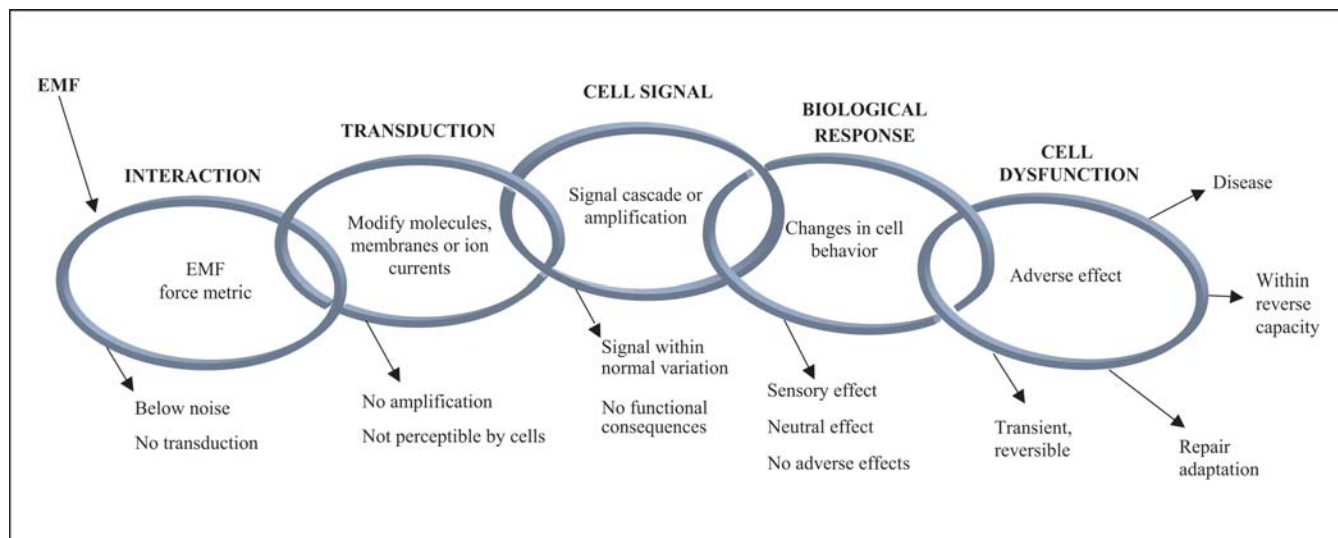 EMF
INTERACTION
EMF
force metric
Below noise
No transduction
TRANSDUCTION
Modify molecules,
membranes or ion
currents
No amplification
Not perceptible by cells
CELL SIGNAL
Signal cascade or
amplification
Signal within
normal variation
No functional
consequences
BIOLOGICAL
RESPONSE
Changes in cell
behavior
Sensory effect
Neutral effect
No adverse effects
CELL
DYSFUNCTION
Adverse effect
Disease
Within
reverse
capacity
Transient,
reversible
Repair
adaptation